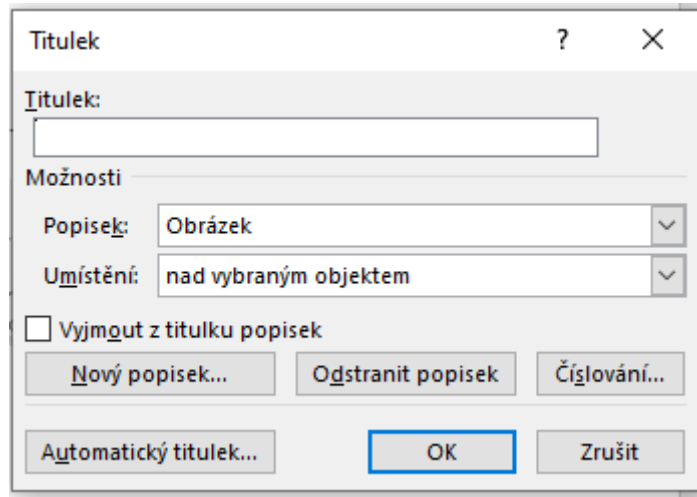 Titulek ?
Titulek:
Možnosti
Popisek: Obrázek
Umístění: nad vybraným objektem
Vyjmout z titulku popisek
Nový popisek... Odstranit popisek Číslování...
Automatický titulek... OK Zrušit